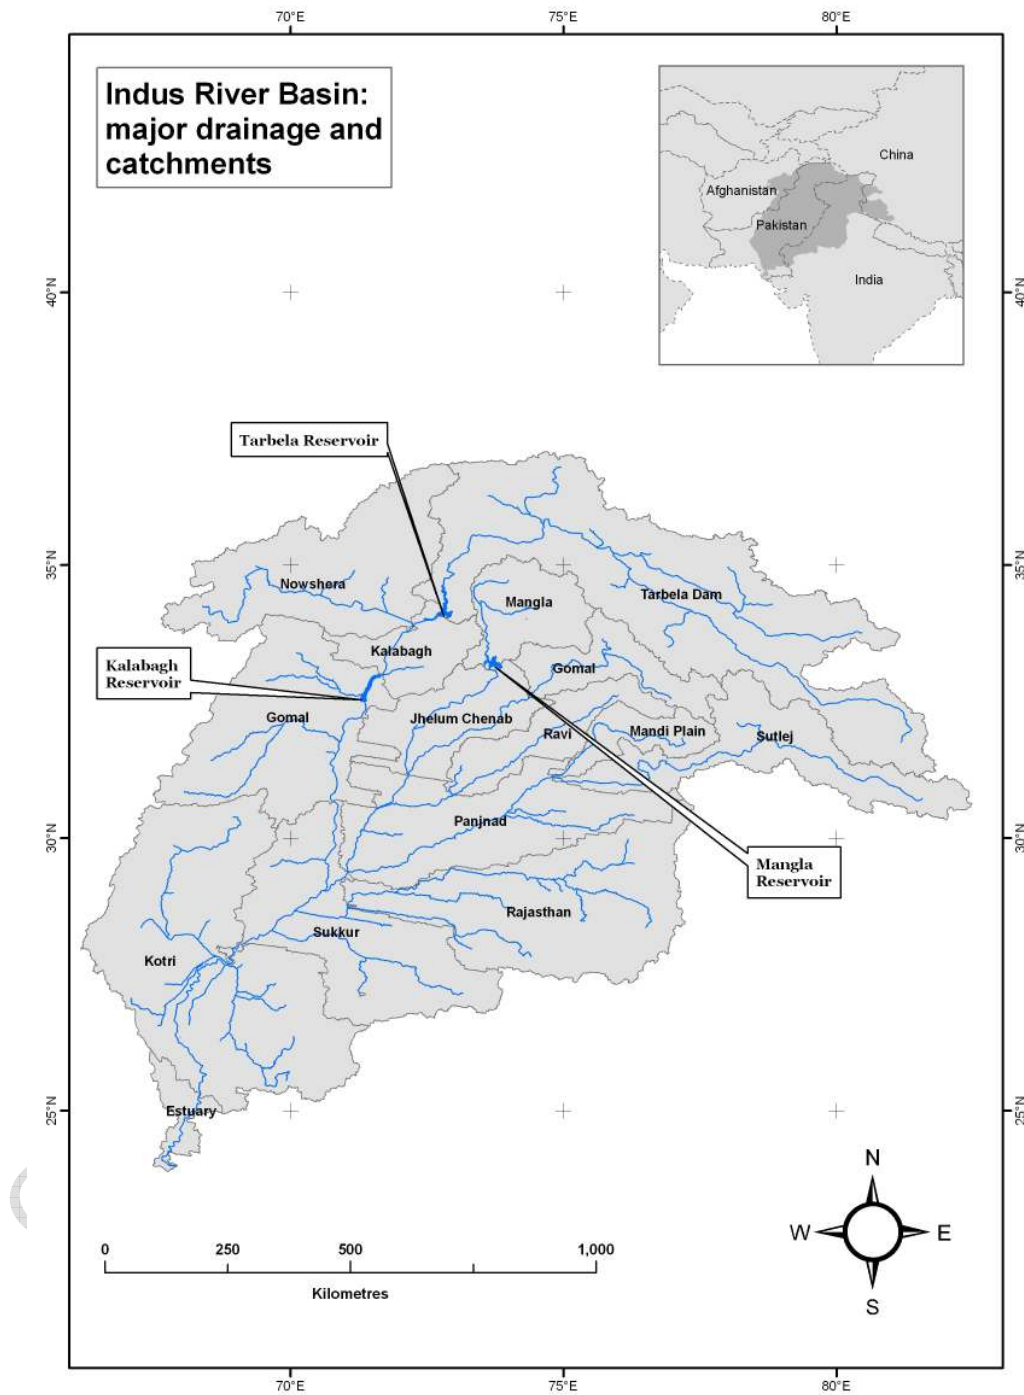 70°E
75°E
80°E
Indus River Basin:
major drainage and
catchments
China
Afghanistan
Pakistan
India
40°N
40°N
Tarbela Reservoir
35°N
35°N
Nowshera
Tarbela Dam
Mangla
Kalabagh
Kalabagh
Reservoir
Gomal
Gomal
Jhelum Chenab
Ravi
Mandi Plain
Sutlej
Panjnad
30°N
30°N
Mangla
Reservoir
Rajasthan
Sukkur
Kotri
Estuary
25°N
25°N
N
W
E
S
0
250
500
1,000
Kilometres
70°E
75°E
80°E